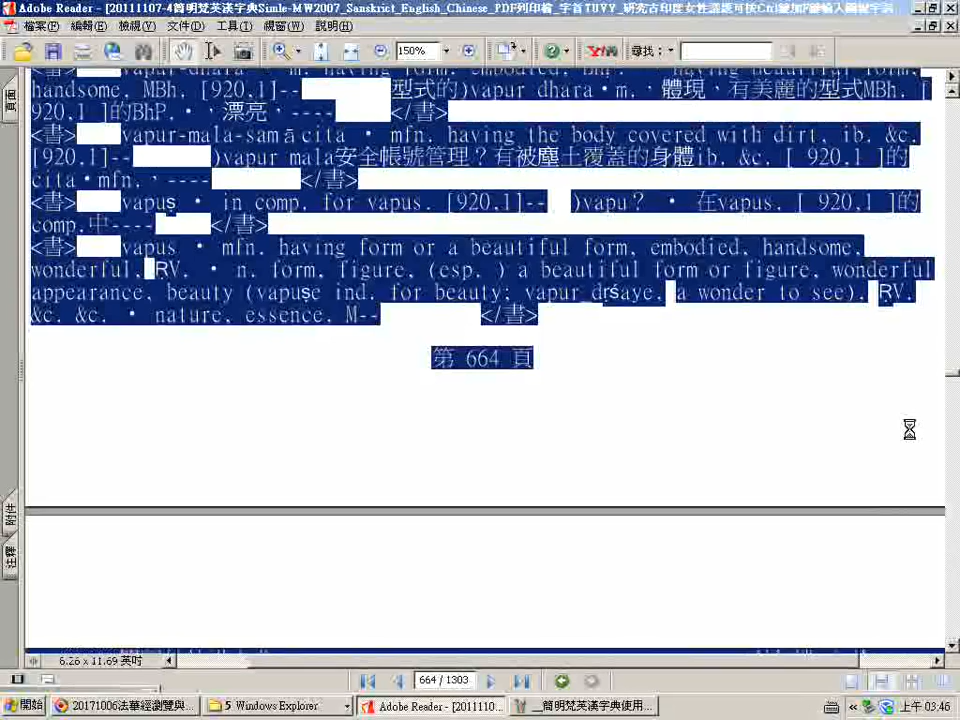 Adobe Reader - [20111107-4簡明梵英漢字典Simle-MW2007_Sanskrict_English_Chinese_PDF列印檔_字首TUVY_研究古印度女性議題可按Ctrl鍵加F鍵輸入關鍵字詞
檔案(F) 編輯(E) 檢視(V) 文件(D) 工具(T) 視窗(W) 說明(H)
150% 尋找：
頁面
handsome, MBh. [920,1]-- 型式的)vapur dhara‧m.，體現，有美麗的型式MBh. [
920,1 ]的BhP.‧漂亮，---- </書>
<書> vapur-mala-samācita ‧ mfn. having the body covered with dirt, ib. &c.
[920,1]-- )vapur mala安全帳號管理？有被塵土覆蓋的身體ib. &c. [ 920,1 ]的
cita‧mfn.，---- </書>
<書> vapuṣ ‧ in comp. for vapus. [920,1]-- )vapu？ ‧ 在vapus. [ 920,1 ]的
comp.中---- </書>
<書> vapus ‧ mfn. having form or a beautiful form, embodied, handsome,
wonderful, RV. ‧ n. form, figure, (esp. ) a beautiful form or figure, wonderful
appearance, beauty (vapuṣe ind. for beauty; vapur dṛśaye, a wonder to see), ṚV.
&c. &c. ‧ nature, essence, M-- </書>
第 664 頁
附件
注釋
6.26 x 11.69 英吋
664 / 1303
開始 20171006法華經瀏覽與... 5 Windows Explorer Adobe Reader - [2011110... __簡明梵英漢字典使用... 上午 03:46